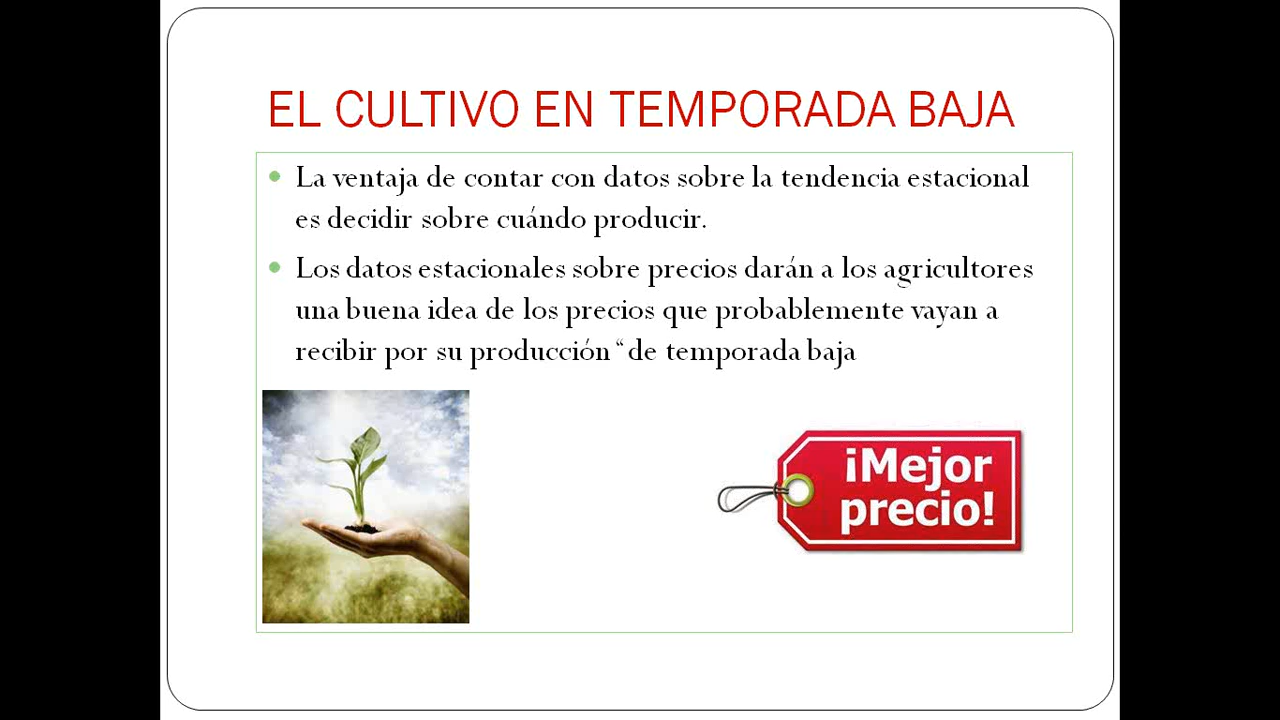 EL CULTIVO EN TEMPORADA BAJA
La ventaja de contar con datos sobre la tendencia estacional
es decidir sobre cuándo producir.
Los datos estacionales sobre precios darán a los agricultores
una buena idea de los precios que probablemente vayan a
recibir por su producción “de temporada baja
¡Mejor
precio!